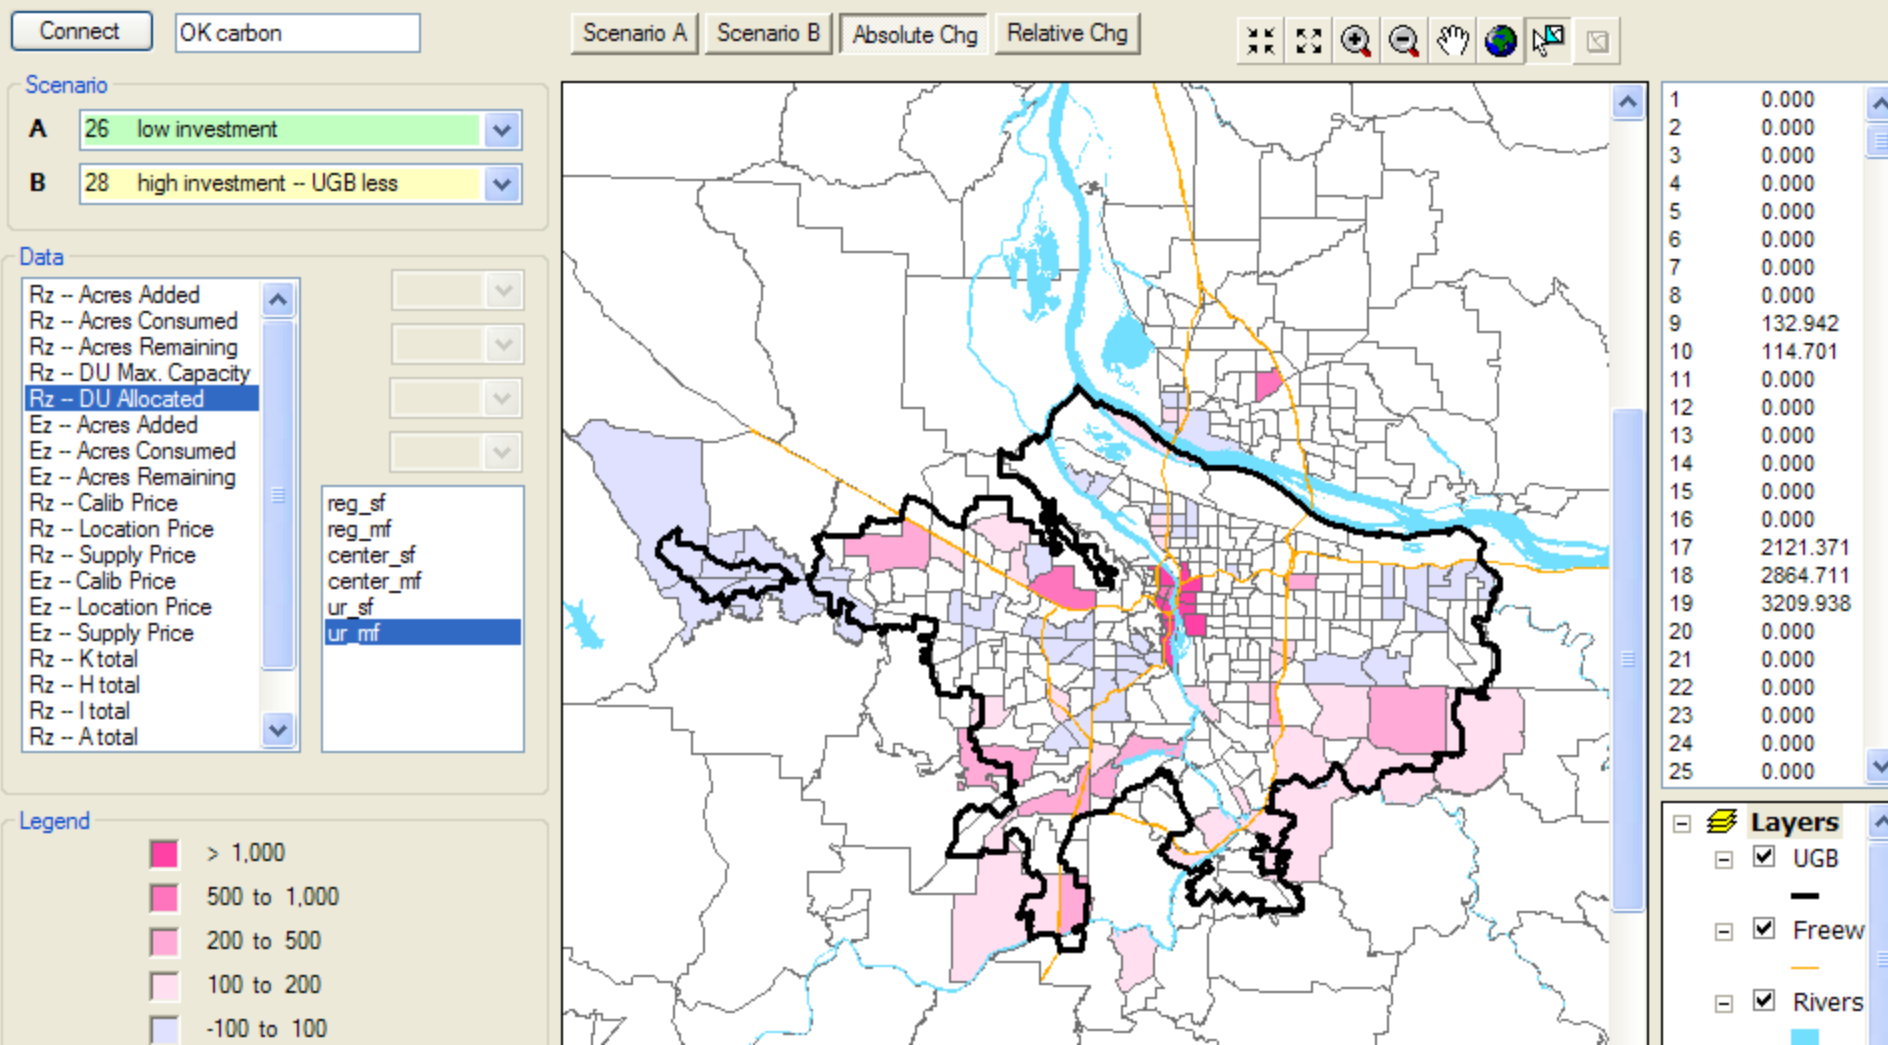 Connect
OK carbon
Scenario A
Scenario B
Absolute Chg
Relative Chg
Scenario
A
26 low investment
B
28 high investment -- UGB less
Data
Rz -- Acres Added
Rz -- Acres Consumed
Rz -- Acres Remaining
Rz -- DU Max. Capacity
Rz -- DU Allocated
Ez -- Acres Added
Ez -- Acres Consumed
Ez -- Acres Remaining
Rz -- Calib Price
Rz -- Location Price
Rz -- Supply Price
Ez -- Calib Price
Ez -- Location Price
Ez -- Supply Price
Rz -- K total
Rz -- H total
Rz -- I total
Rz -- A total
reg_sf
reg_mf
center_sf
center_mf
ur_sf
ur_mf
Legend
> 1,000
500 to 1,000
200 to 500
100 to 200
-100 to 100
1 0.000
2 0.000
3 0.000
4 0.000
5 0.000
6 0.000
7 0.000
8 0.000
9 132.942
10 114.701
11 0.000
12 0.000
13 0.000
14 0.000
15 0.000
16 0.000
17 2121.371
18 2864.711
19 3209.938
20 0.000
21 0.000
22 0.000
23 0.000
24 0.000
25 0.000
Layers
UGB
Freew
Rivers